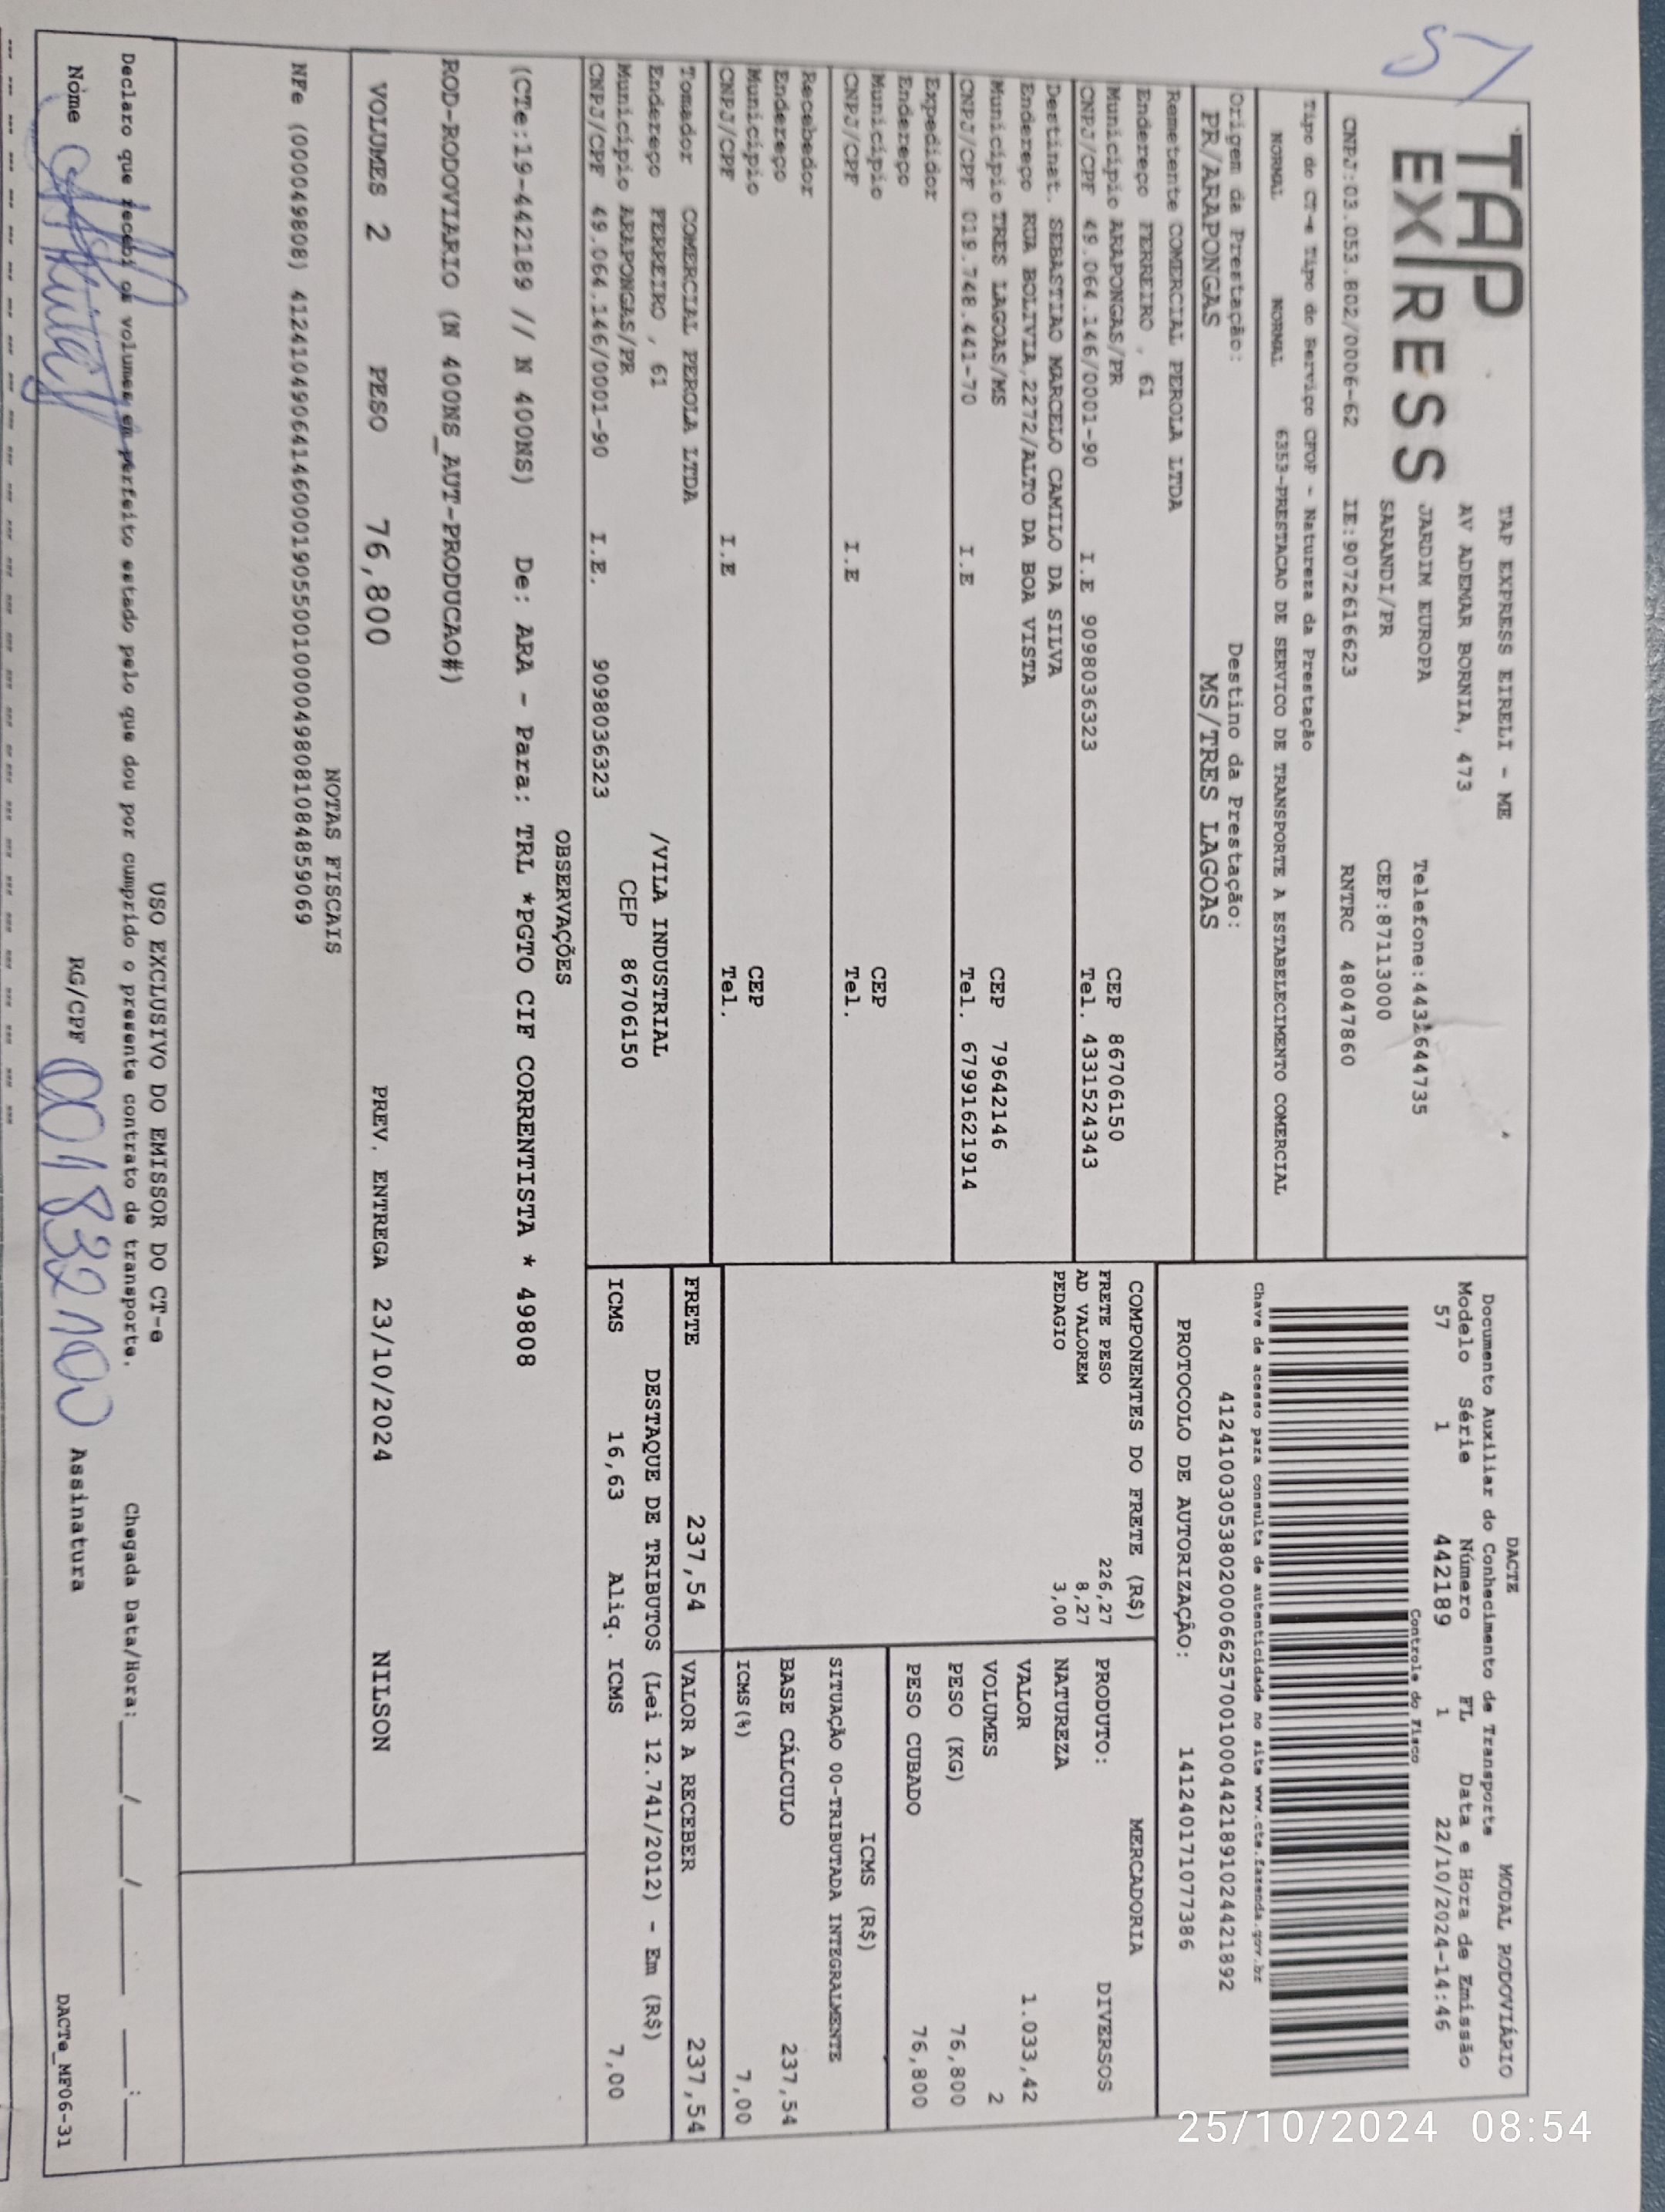 57
TAP EXPRESS
TAP EXPRESS EIRELI - ME
AV ADEMAR BORNIA, 473
JARDIM EUROPA Telefone:4432644735
SARANDI/PR CEP:87113000
CNPJ:03.053.802/0006-62 IE:9072616623 RNTRC 48047860
Tipo do CT-e Tipo do Serviço CFOP - Natureza da Prestação
NORMAL NORMAL 6353-PRESTACAO DE SERVICO DE TRANSPORTE A ESTABELECIMENTO COMERCIAL
Origem da Prestação: Destino da Prestação:
PR/ARAPONGAS MS/TRES LAGOAS
DACTE MODAL RODOVIÁRIO
Documento Auxiliar do Conhecimento de Transporte
Modelo Série Número FL Data e Hora de Emissão
57 1 442189 1 22/10/2024-14:46
Controle do Fisco
Chave de acesso para consulta de autenticidade no site www.cte.fazenda.gov.br
41241003053802000662570010004421891024421892
PROTOCOLO DE AUTORIZAÇÃO: 141240171077386
Remetente COMERCIAL PEROLA LTDA
Endereço FERREIRO , 61
Município ARAPONGAS/PR CEP 86706150
CNPJ/CPF 49.064.146/0001-90 I.E 9098036323 Tel. 4331524343
Destinat. SEBASTIAO MARCELO CAMILO DA SILVA
Endereço RUA BOLIVIA,2272/ALTO DA BOA VISTA
Município TRES LAGOAS/MS CEP 79642146
CNPJ/CPF 019.748.441-70 I.E Tel. 67991621914
Expedidor
Endereço
Município CEP
CNPJ/CPF I.E Tel.
Recebedor
Endereço
Município CEP
CNPJ/CPF I.E Tel.
Tomador COMERCIAL PEROLA LTDA
Endereço FERREIRO , 61 /VILA INDUSTRIAL
Município ARAPONGAS/PR CEP 86706150
CNPJ/CPF 49.064.146/0001-90 I.E. 9098036323
COMPONENTES DO FRETE (R$)
FRETE PESO 226,27
AD VALOREM 8,27
PEDAGIO 3,00
MERCADORIA
PRODUTO: DIVERSOS
NATUREZA
VALOR 1.033,42
VOLUMES 2
PESO (KG) 76,800
PESO CUBADO 76,800
ICMS (R$)
SITUAÇÃO 00-TRIBUTADA INTEGRALMENTE
BASE CÁLCULO 237,54
ICMS(%) 7,00
FRETE 237,54 VALOR A RECEBER 237,54
DESTAQUE DE TRIBUTOS (Lei 12.741/2012) - Em (R$)
ICMS 16,63 Aliq. ICMS 7,00
OBSERVAÇÕES
(CTe:19-442189 // N 400NS) De: ARA - Para: TRL *PGTO CIF CORRENTISTA * 49808
ROD-RODOVIARIO (N 400NS_AUT-PRODUCAO#)
VOLUMES 2 PESO 76,800 PREV. ENTREGA 23/10/2024 NILSON
NOTAS FISCAIS
NFe (000049808) 41241049064146000190550010000498081084859069
USO EXCLUSIVO DO EMISSOR DO CT-e
Declaro que recebi os volumes em perfeito estado pelo que dou por cumprido o presente contrato de transporte. Chegada Data/Hora:____/____/______ ___:___
Nome RG/CPF Assinatura
DACTe_MF06-31
25/10/2024 08:54